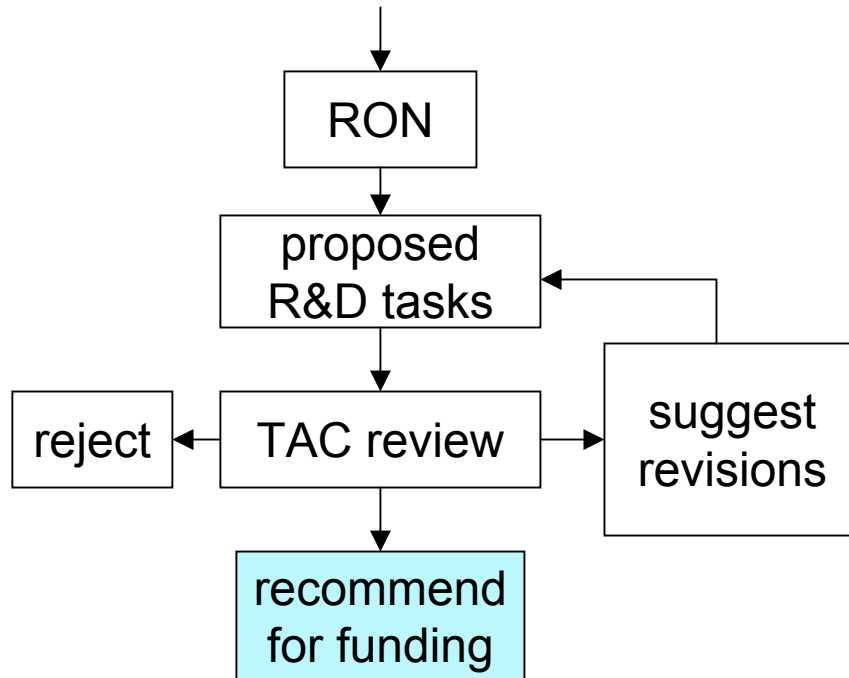 RON
proposed
R&D tasks
reject
TAC review
suggest
revisions
recommend
for funding